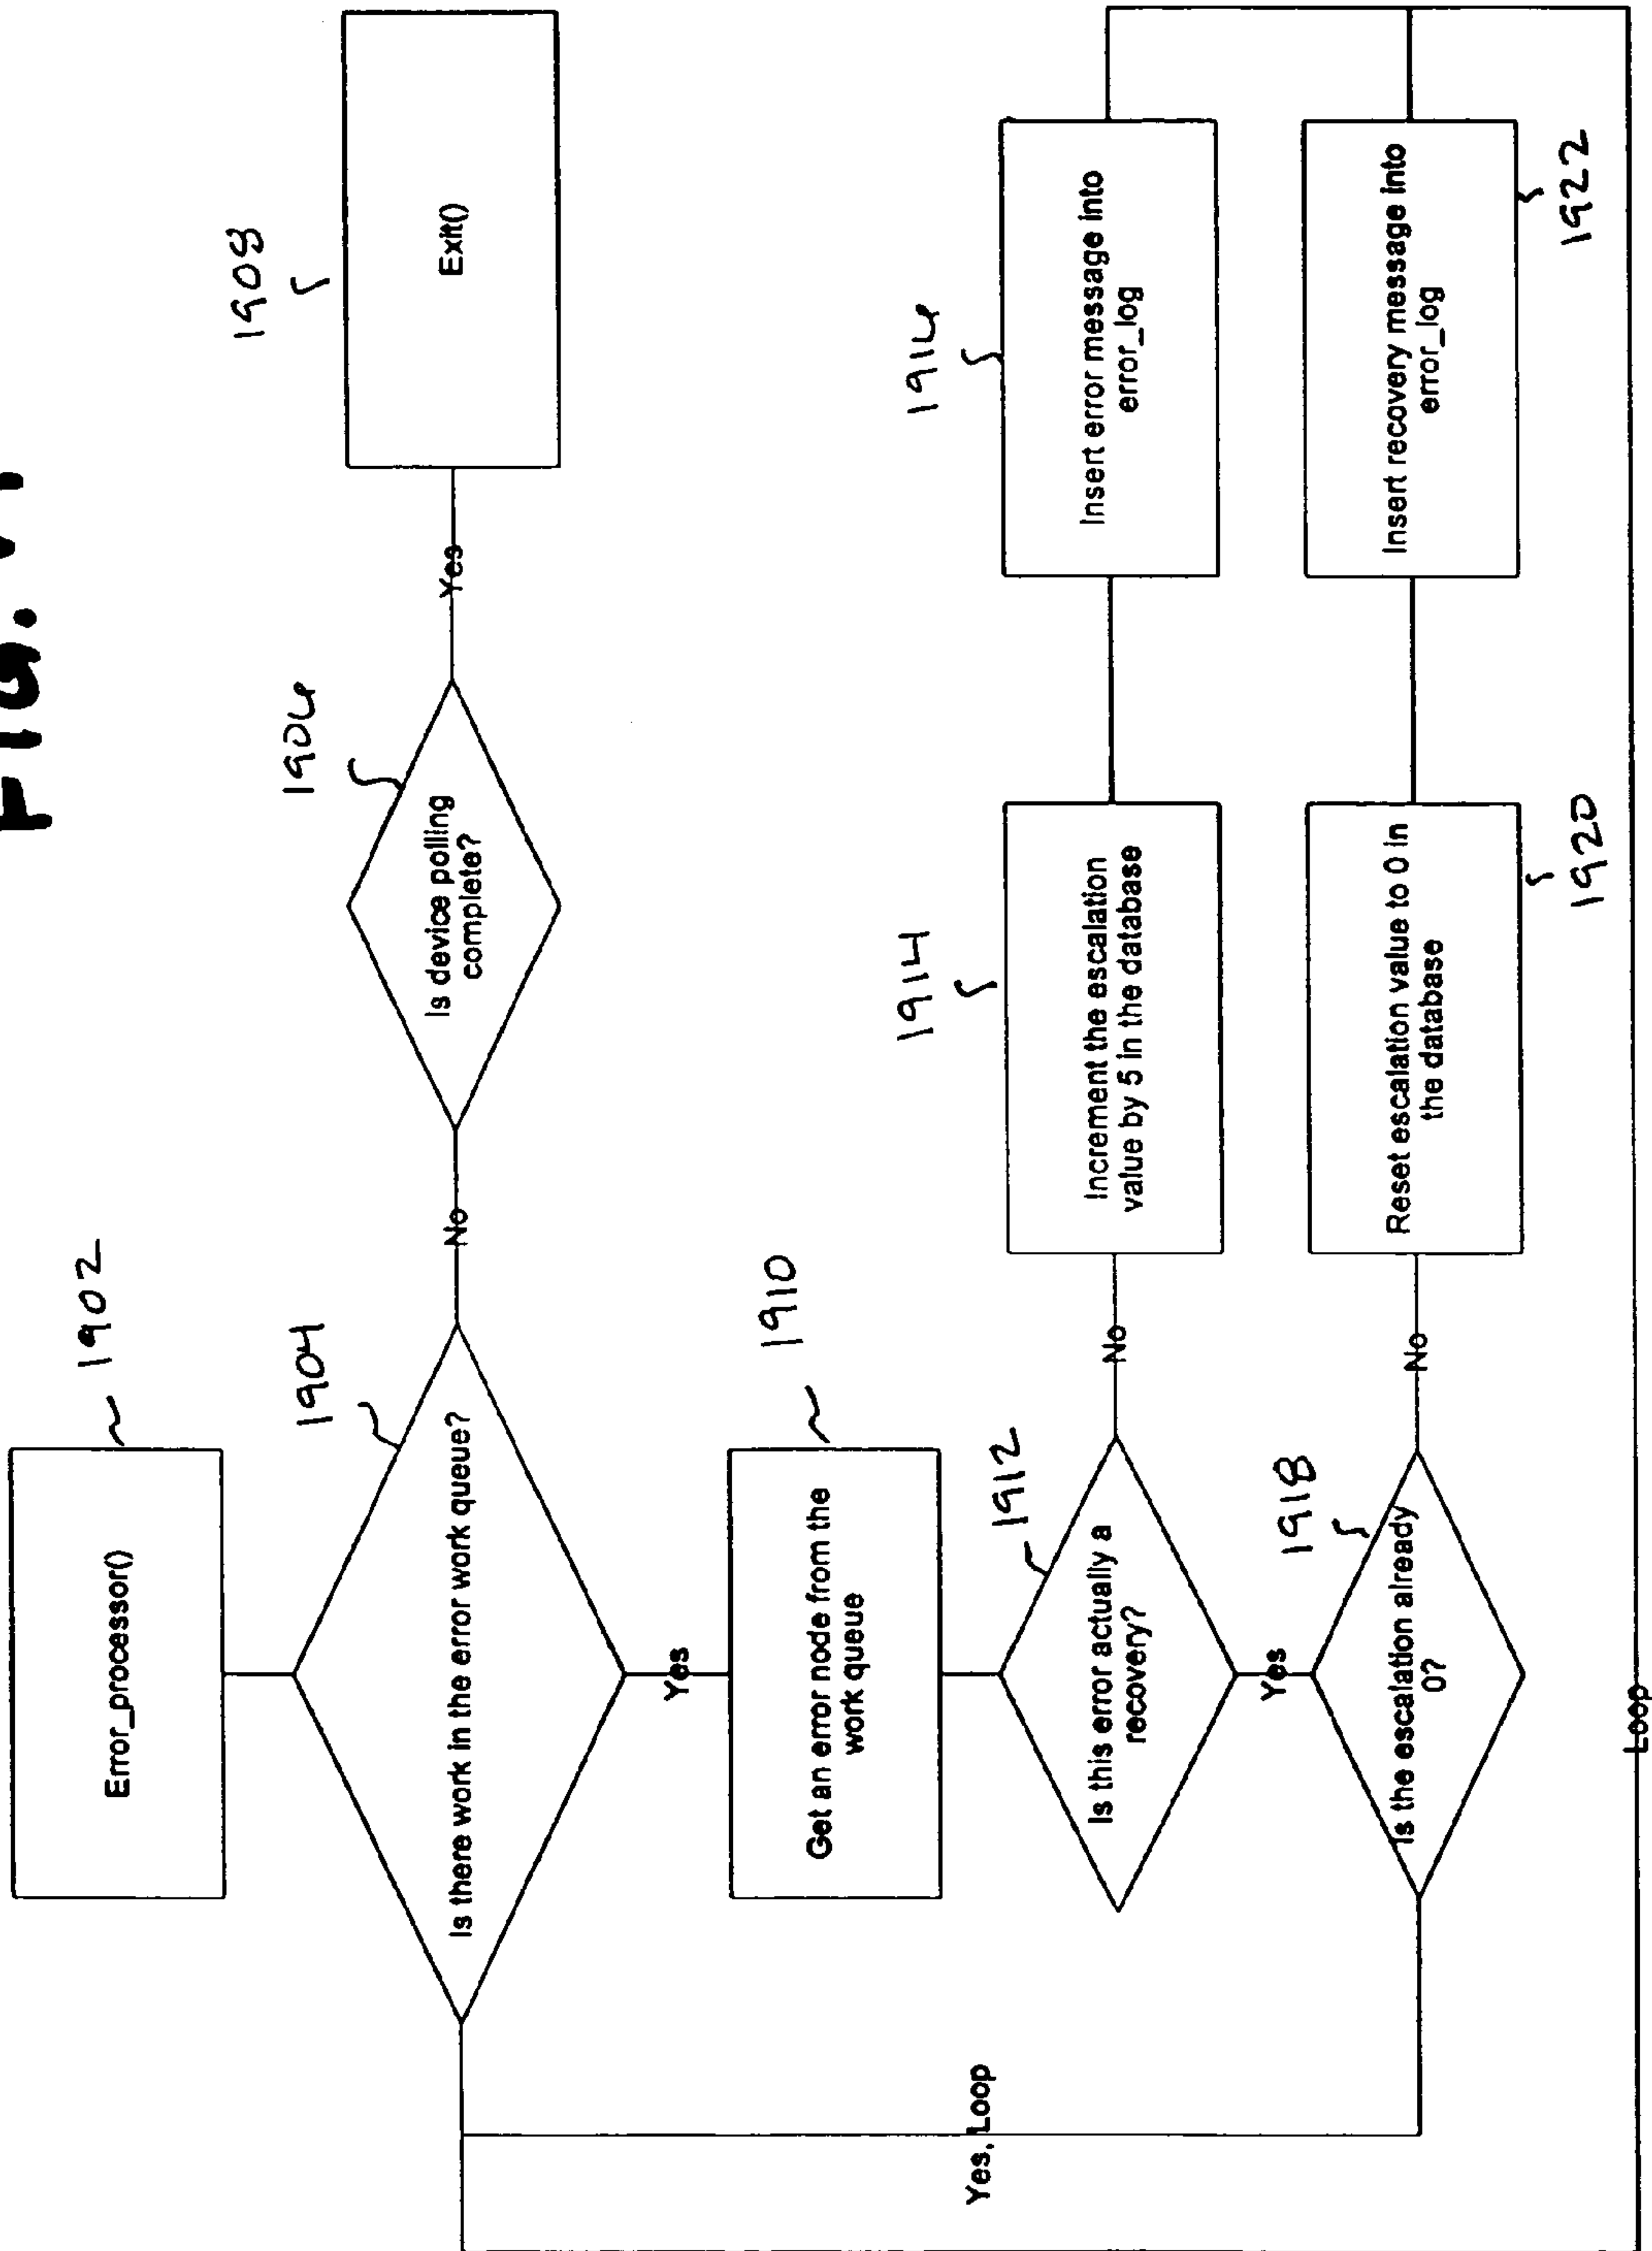 FIG.
Error_processor()
1902
1904
Is there work in the error work queue?
No
1906
Is device polling
complete?
Yes
1908
Exit()
Yes
1910
Get an error node from the
work queue
1912
Is this error actually a
recovery?
No
1914
Increment the escalation
value by 5 in the database
1916
Insert error message into
error_log
Yes, Loop
Yes
1918
Is the escalation already
0?
No
Reset escalation value to 0 in
the database
1920
Insert recovery message into
error_log
1922
Loop